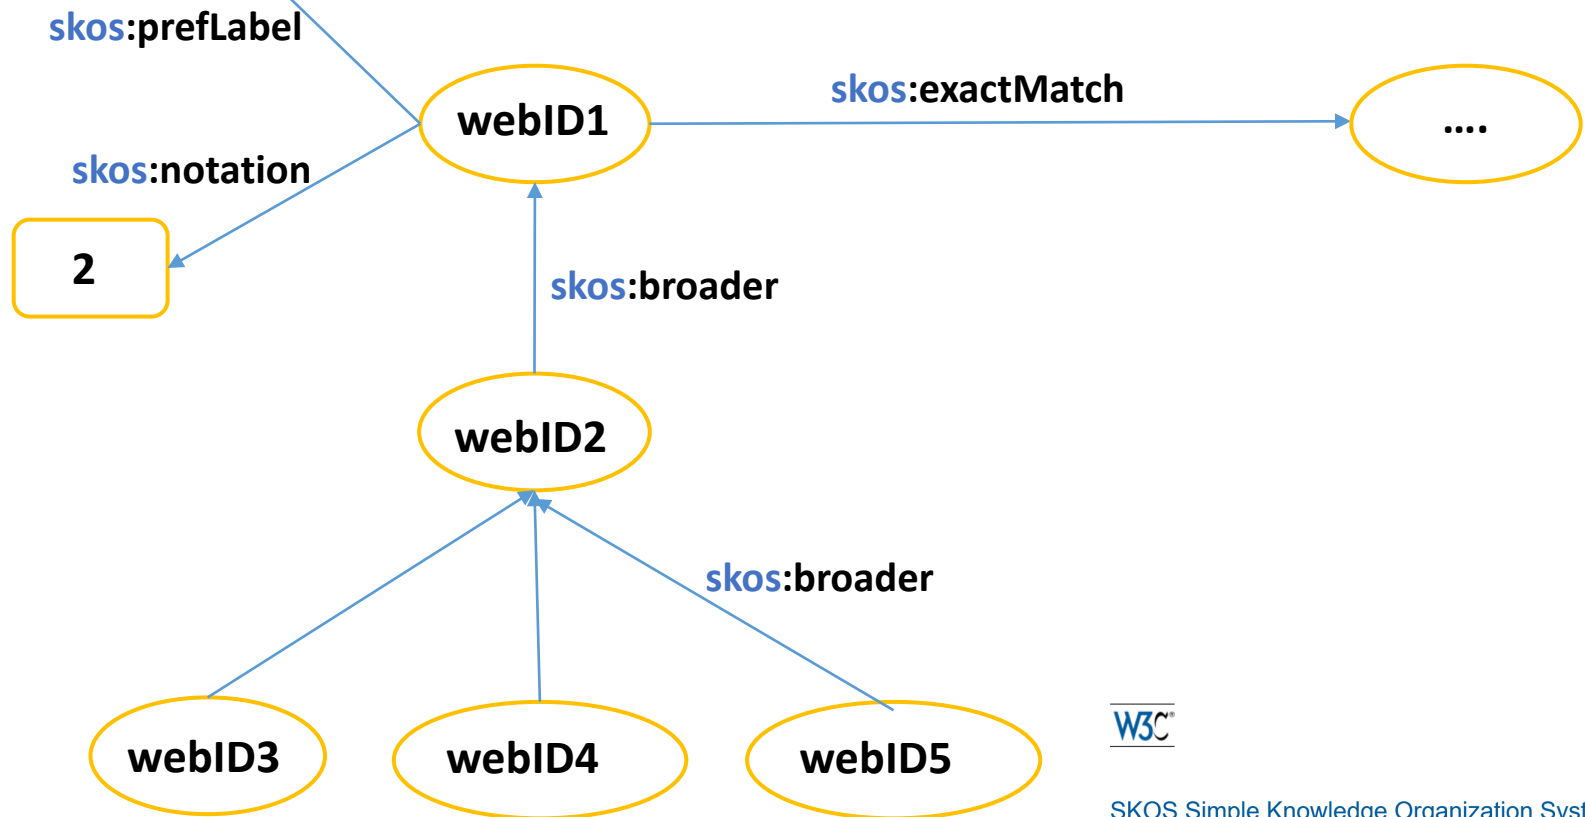 skos:prefLabel
skos:exactMatch
webID1
....
skos:notation
2
skos:broader
webID2
skos:broader
webID3
webID4
webID5
W3C®
SKOS Simple Knowledge Organization